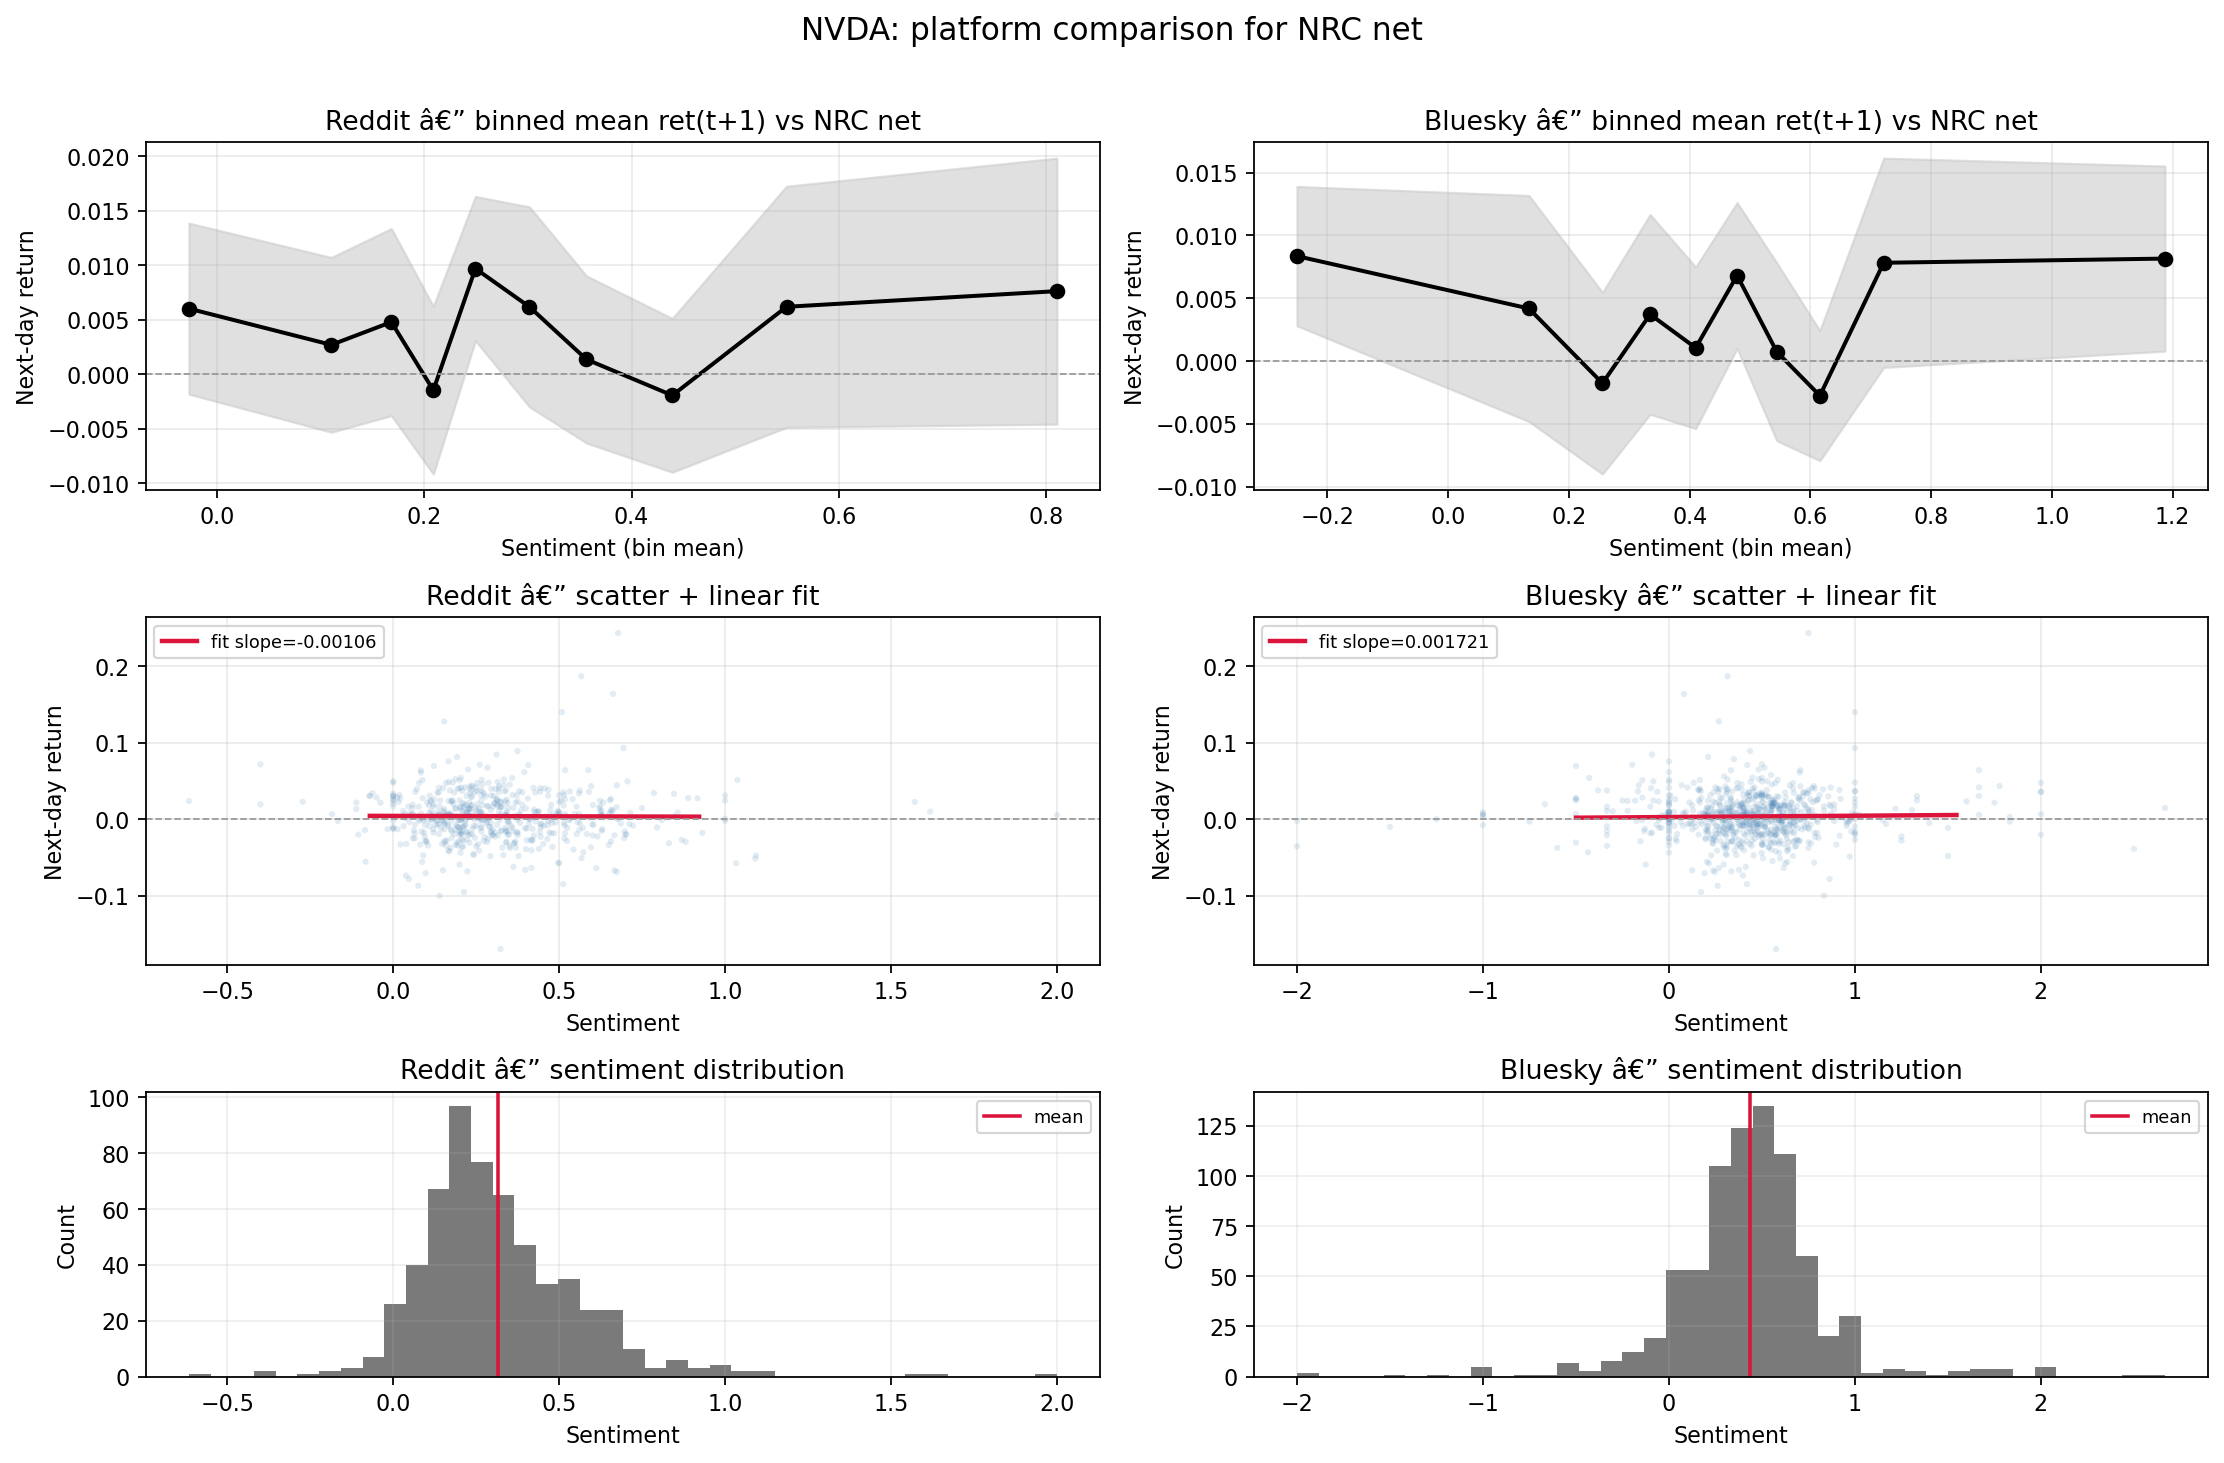 NVDA: platform comparison for NRC net
Reddit â€” binned mean ret(t+1) vs NRC net
0.020
0.015
0.010
0.005
0.000
−0.005
−0.010
Next-day return
0.0 0.2 0.4 0.6 0.8
Sentiment (bin mean)
Bluesky â€” binned mean ret(t+1) vs NRC net
0.015
0.010
0.005
0.000
−0.005
−0.010
Next-day return
−0.2 0.0 0.2 0.4 0.6 0.8 1.0 1.2
Sentiment (bin mean)
Reddit â€” scatter + linear fit
fit slope=-0.00106
0.2
0.1
0.0
−0.1
Next-day return
−0.5 0.0 0.5 1.0 1.5 2.0
Sentiment
Bluesky â€” scatter + linear fit
fit slope=0.001721
0.2
0.1
0.0
−0.1
Next-day return
−2 −1 0 1 2
Sentiment
Reddit â€” sentiment distribution
mean
100
80
60
40
20
0
Count
−0.5 0.0 0.5 1.0 1.5 2.0
Sentiment
Bluesky â€” sentiment distribution
mean
125
100
75
50
25
0
Count
−2 −1 0 1 2
Sentiment